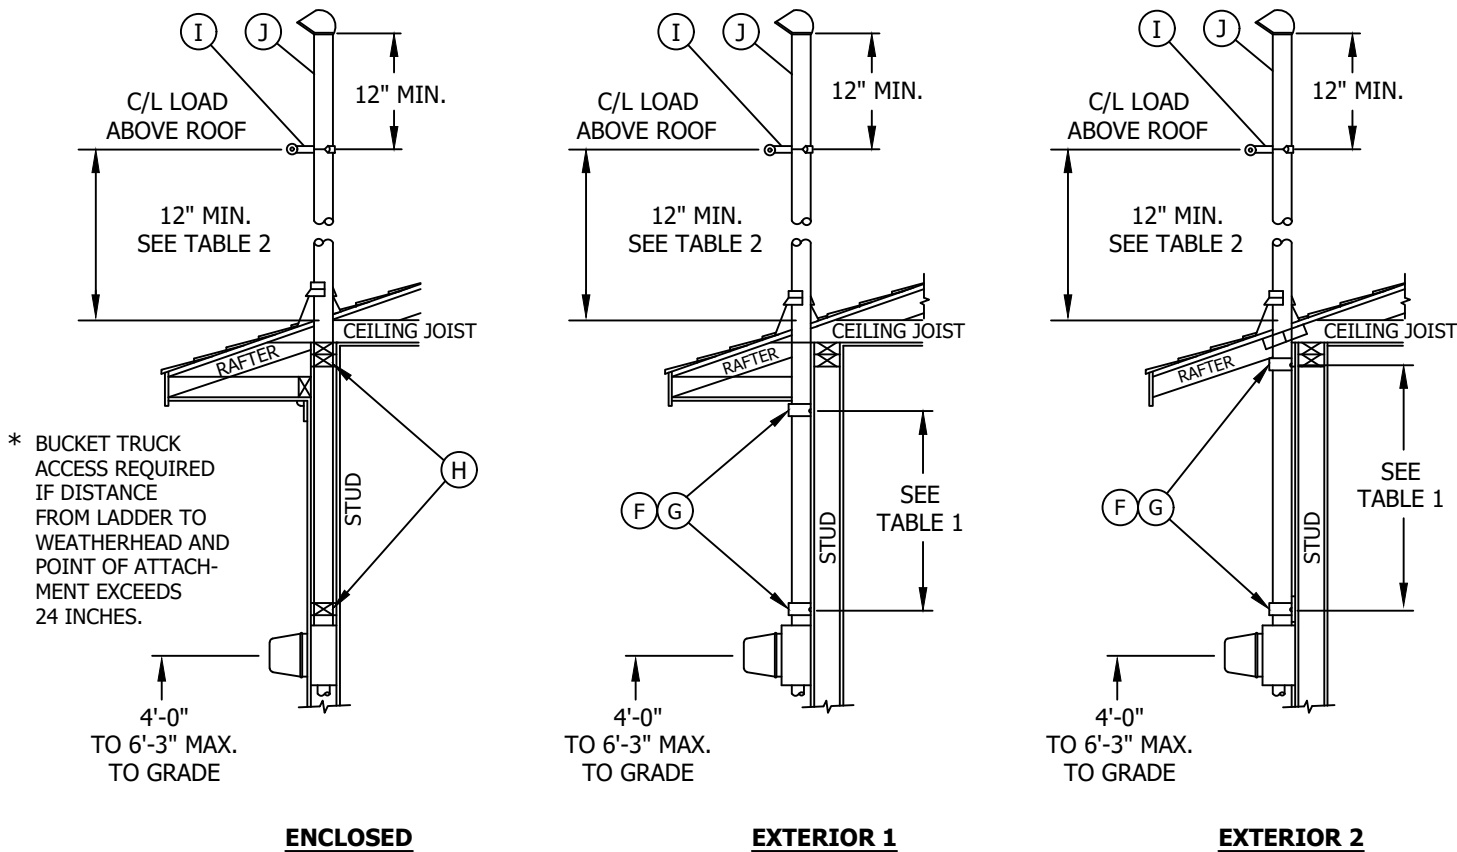 I J
12" MIN.
C/L LOAD
ABOVE ROOF
12" MIN.
SEE TABLE 2
CEILING JOIST
RAFTER
* BUCKET TRUCK
ACCESS REQUIRED
IF DISTANCE
FROM LADDER TO
WEATHERHEAD AND
POINT OF ATTACH-
MENT EXCEEDS
24 INCHES.
H
STUD
4'-0"
TO 6'-3" MAX.
TO GRADE
ENCLOSED
I J
12" MIN.
C/L LOAD
ABOVE ROOF
12" MIN.
SEE TABLE 2
CEILING JOIST
RAFTER
F G
SEE
TABLE 1
STUD
4'-0"
TO 6'-3" MAX.
TO GRADE
EXTERIOR 1
I J
12" MIN.
C/L LOAD
ABOVE ROOF
12" MIN.
SEE TABLE 2
CEILING JOIST
RAFTER
F G
SEE
TABLE 1
STUD
4'-0"
TO 6'-3" MAX.
TO GRADE
EXTERIOR 2